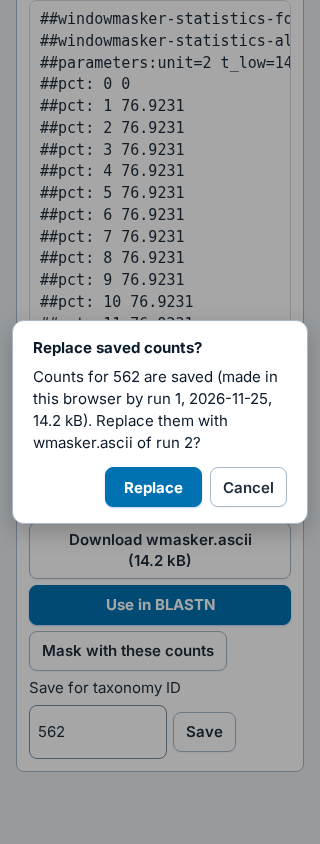 ##windowmasker-statistics-fo
##windowmasker-statistics-al
##parameters:unit=2 t_low=14
##pct: 0 0
##pct: 1 76.9231
##pct: 2 76.9231
##pct: 3 76.9231
##pct: 4 76.9231
##pct: 5 76.9231
##pct: 6 76.9231
##pct: 7 76.9231
##pct: 8 76.9231
##pct: 9 76.9231
##pct: 10 76.9231
Replace saved counts?
Counts for 562 are saved (made in
this browser by run 1, 2026-11-25,
14.2 kB). Replace them with
wmasker.ascii of run 2?
Replace Cancel
Download wmasker.ascii
(14.2 kB)
Use in BLASTN
Mask with these counts
Save for taxonomy ID
562 Save